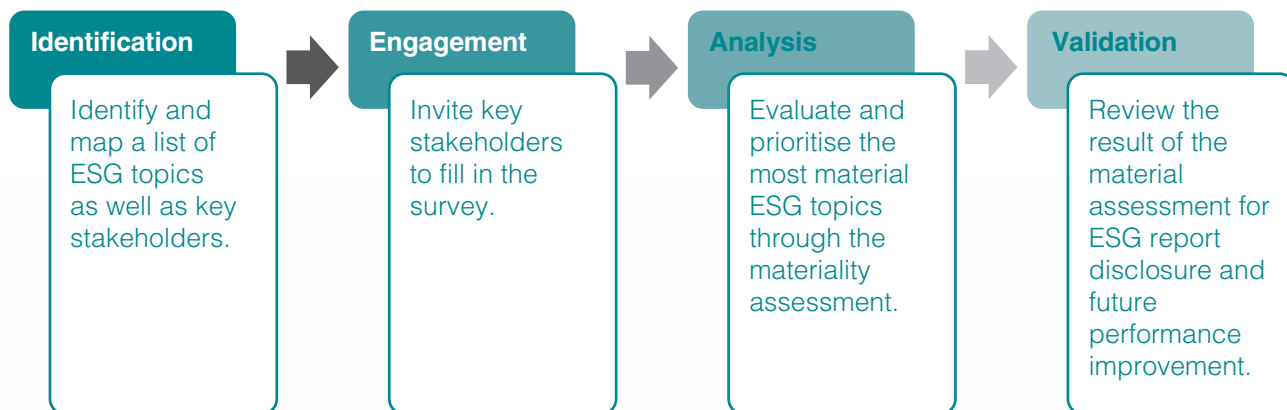 Identification
Identify and
map a list of
ESG topics
as well as key
stakeholders.
Engagement
Invite key
stakeholders
to fill in the
survey.
Analysis
Evaluate and
prioritise the
most material
ESG topics
through the
materiality
assessment.
Validation
Review the
result of the
material
assessment for
ESG report
disclosure and
future
performance
improvement.